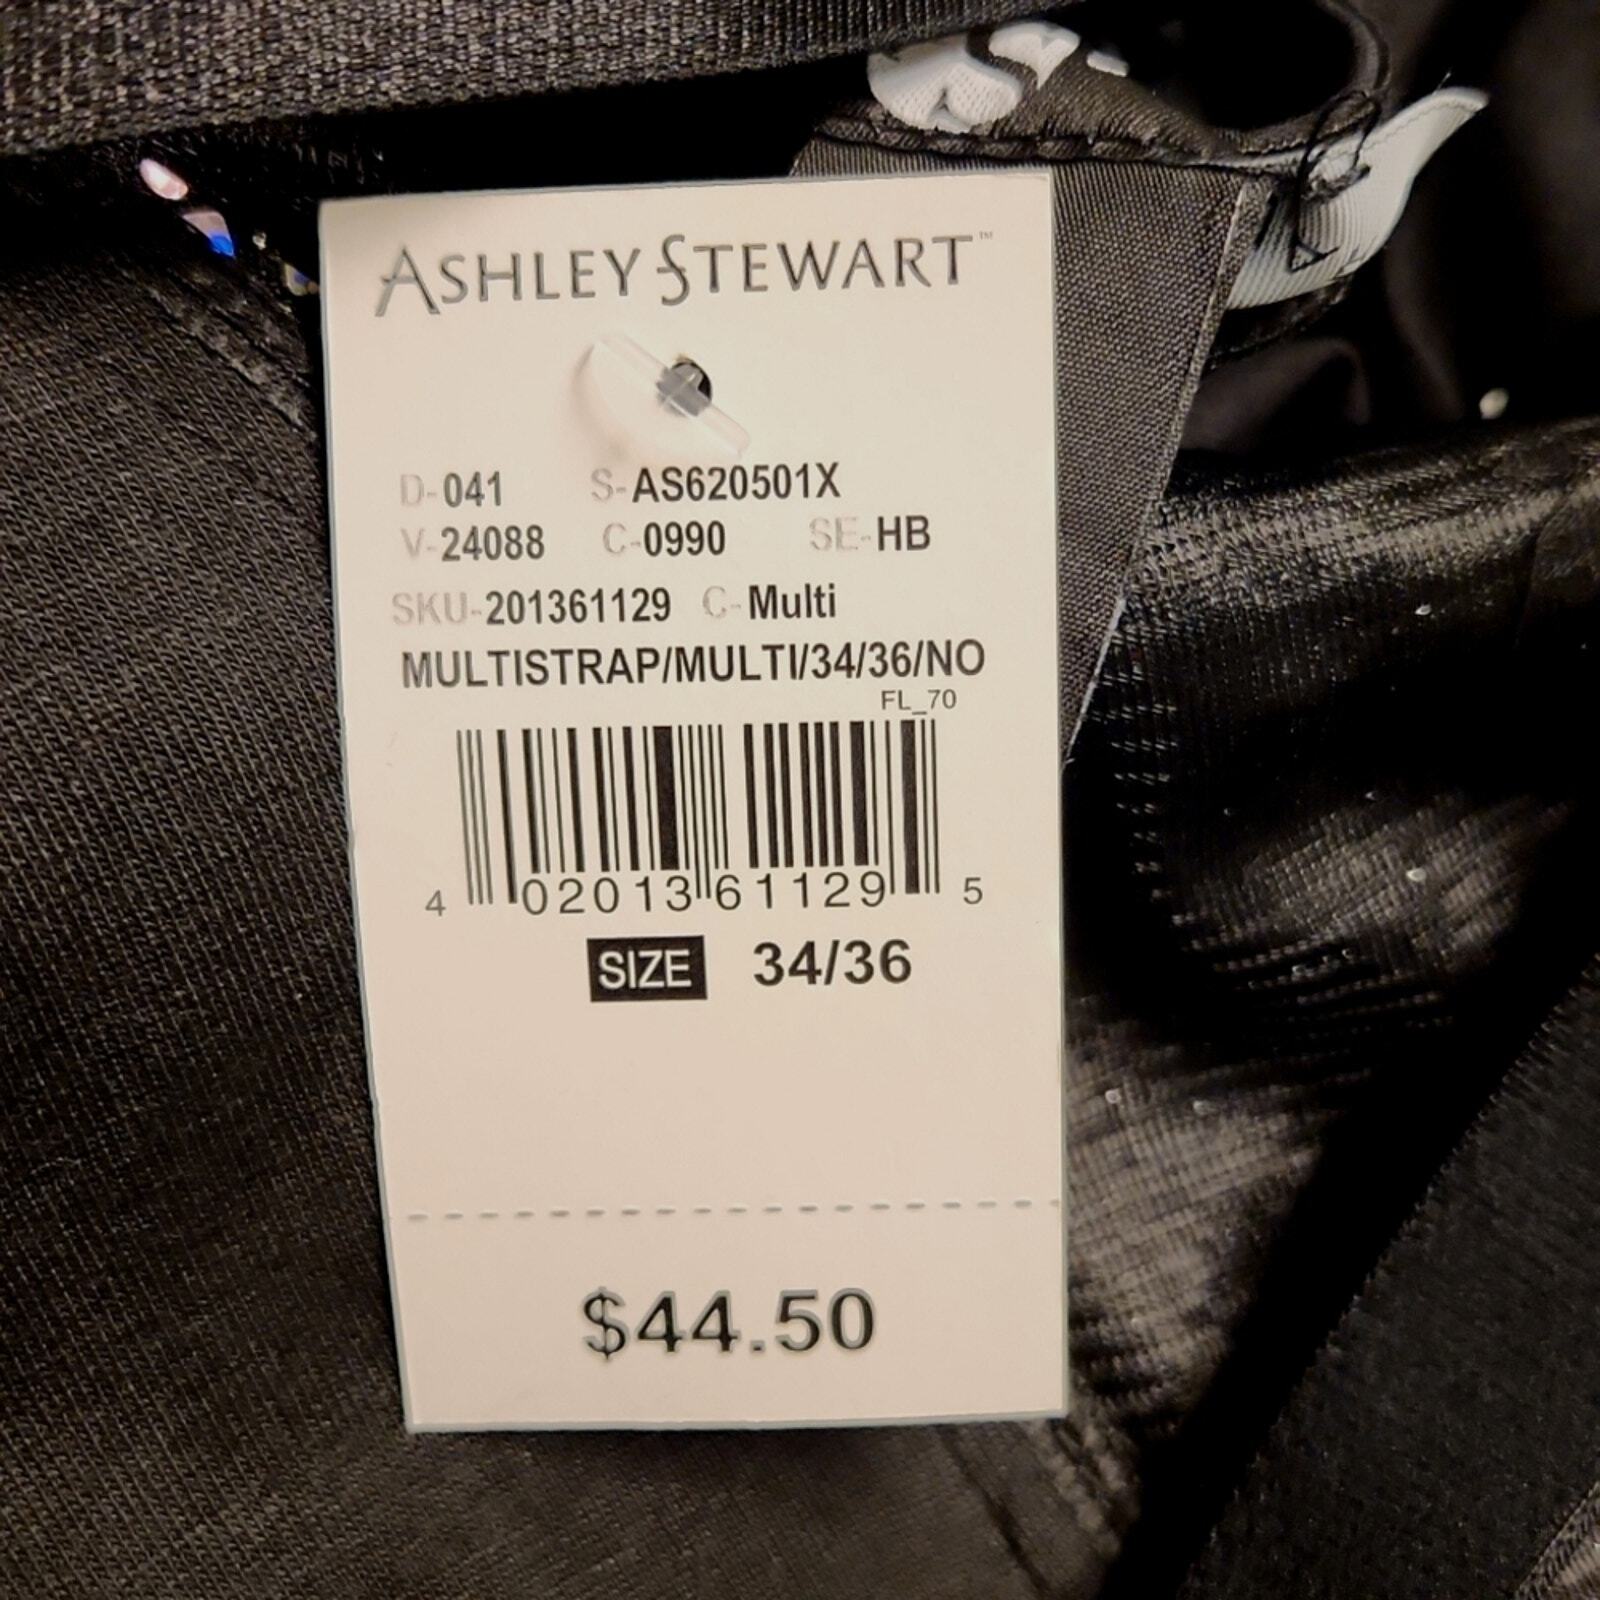 ASHLEY STEWART™
D-041 S-AS620501X
V-24088 C-0990 SE-HB
SKU-201361129 C-Multi
MULTISTRAP/MULTI/34/36/NO
FL_70
4 02013 61129 5
SIZE 34/36
$44.50